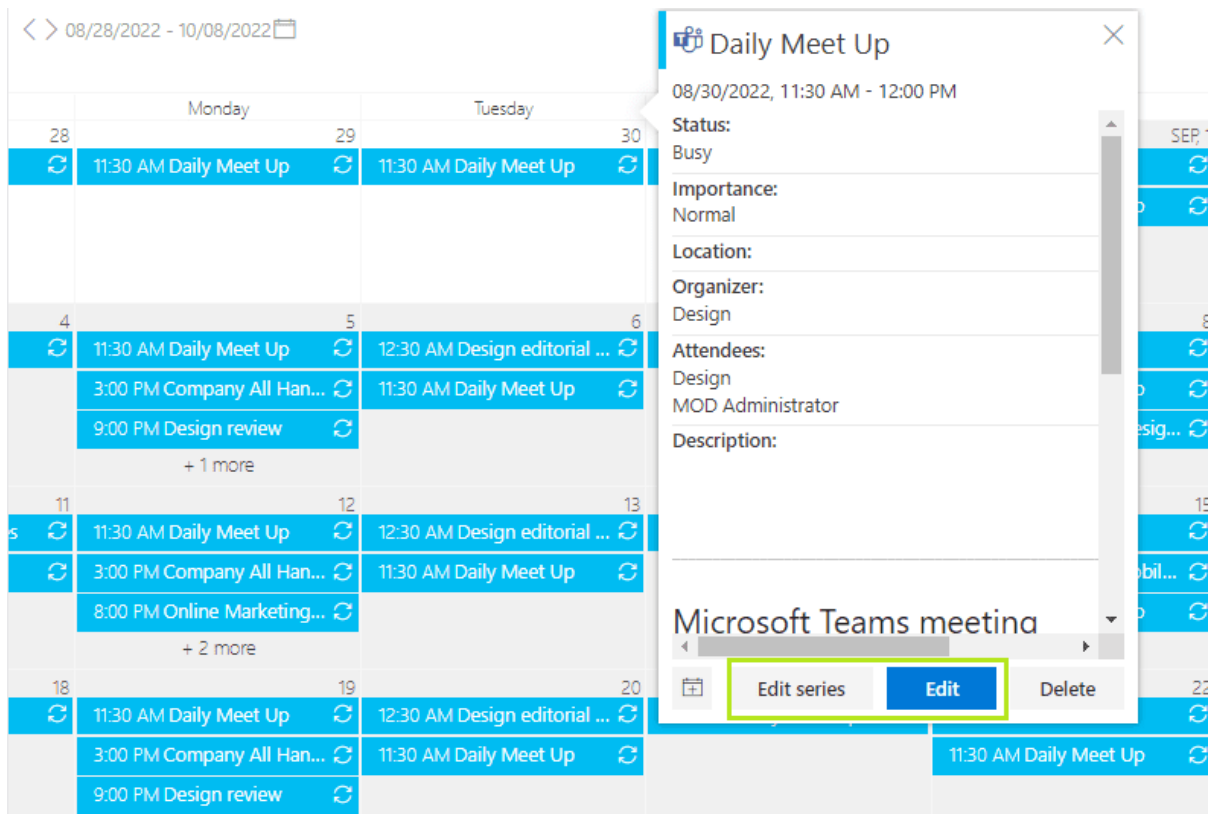 08/28/2022 - 10/08/2022
Monday
Tuesday
28
29
30
SEP, 1
11:30 AM Daily Meet Up
11:30 AM Daily Meet Up
4
5
6
8
11:30 AM Daily Meet Up
12:30 AM Design editorial ...
3:00 PM Company All Han...
11:30 AM Daily Meet Up
9:00 PM Design review
esig...
+ 1 more
11
12
13
15
11:30 AM Daily Meet Up
12:30 AM Design editorial ...
3:00 PM Company All Han...
11:30 AM Daily Meet Up
obil...
8:00 PM Online Marketing...
+ 2 more
18
19
20
22
11:30 AM Daily Meet Up
12:30 AM Design editorial ...
3:00 PM Company All Han...
11:30 AM Daily Meet Up
11:30 AM Daily Meet Up
9:00 PM Design review
Daily Meet Up
08/30/2022, 11:30 AM - 12:00 PM
Status:
Busy
Importance:
Normal
Location:
Organizer:
Design
Attendees:
Design
MOD Administrator
Description:
Microsoft Teams meeting
Edit series
Edit
Delete